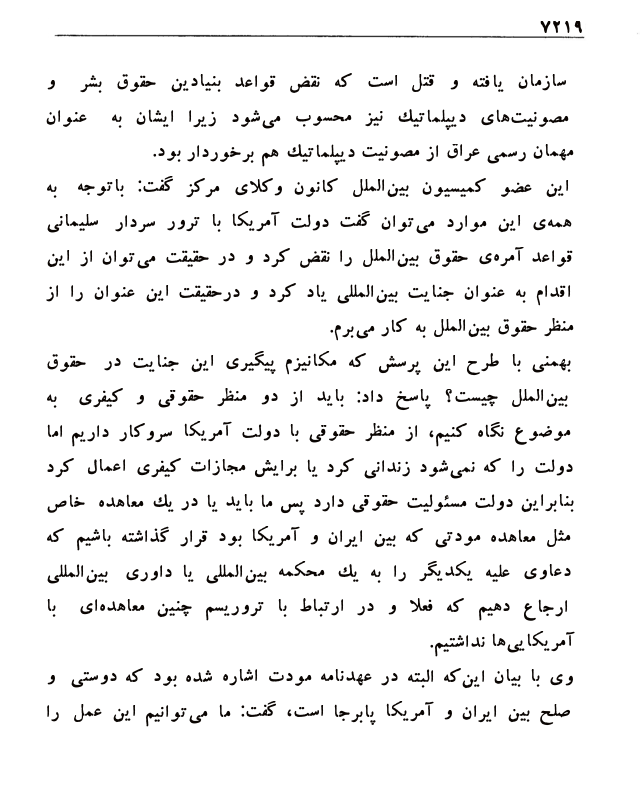 ۷۲۱۹
سازمان یافته و قتل است که نقض قواعد بنیادین حقوق بشر و
مصونیت‌های دیپلماتیك نیز محسوب می‌شود زیرا ایشان به عنوان
مهمان رسمی عراق از مصونیت دیپلماتیك هم برخوردار بود.
این عضو کمیسیون بین‌الملل کانون وکلای مرکز گفت: باتوجه به
همه‌ی این موارد می‌توان گفت دولت آمریکا با ترور سردار سلیمانی
قواعد آمره‌ی حقوق بین‌الملل را نقض کرد و در حقیقت می‌توان از این
اقدام به عنوان جنایت بین‌المللی یاد کرد و درحقیقت این عنوان را از
منظر حقوق بین‌الملل به کار می‌برم.
بهمنی با طرح این پرسش که مکانیزم پیگیری این جنایت در حقوق
بین‌الملل چیست؟ پاسخ داد: باید از دو منظر حقوقی و کیفری به
موضوع نگاه کنیم، از منظر حقوقی با دولت آمریکا سروکار داریم اما
دولت را که نمی‌شود زندانی کرد یا برایش مجازات کیفری اعمال کرد
بنابراین دولت مسئولیت حقوقی دارد پس ما باید یا در یك معاهده خاص
مثل معاهده مودتی که بین ایران و آمریکا بود قرار گذاشته باشیم که
دعاوی علیه یکدیگر را به یك محکمه بین‌المللی یا داوری بین‌المللی
ارجاع دهیم که فعلا و در ارتباط با تروریسم چنین معاهده‌ای با
آمریکایی‌ها نداشتیم.
وی با بیان این‌که البته در عهدنامه مودت اشاره شده بود که دوستی و
صلح بین ایران و آمریکا پابرجا است، گفت: ما می‌توانیم این عمل را